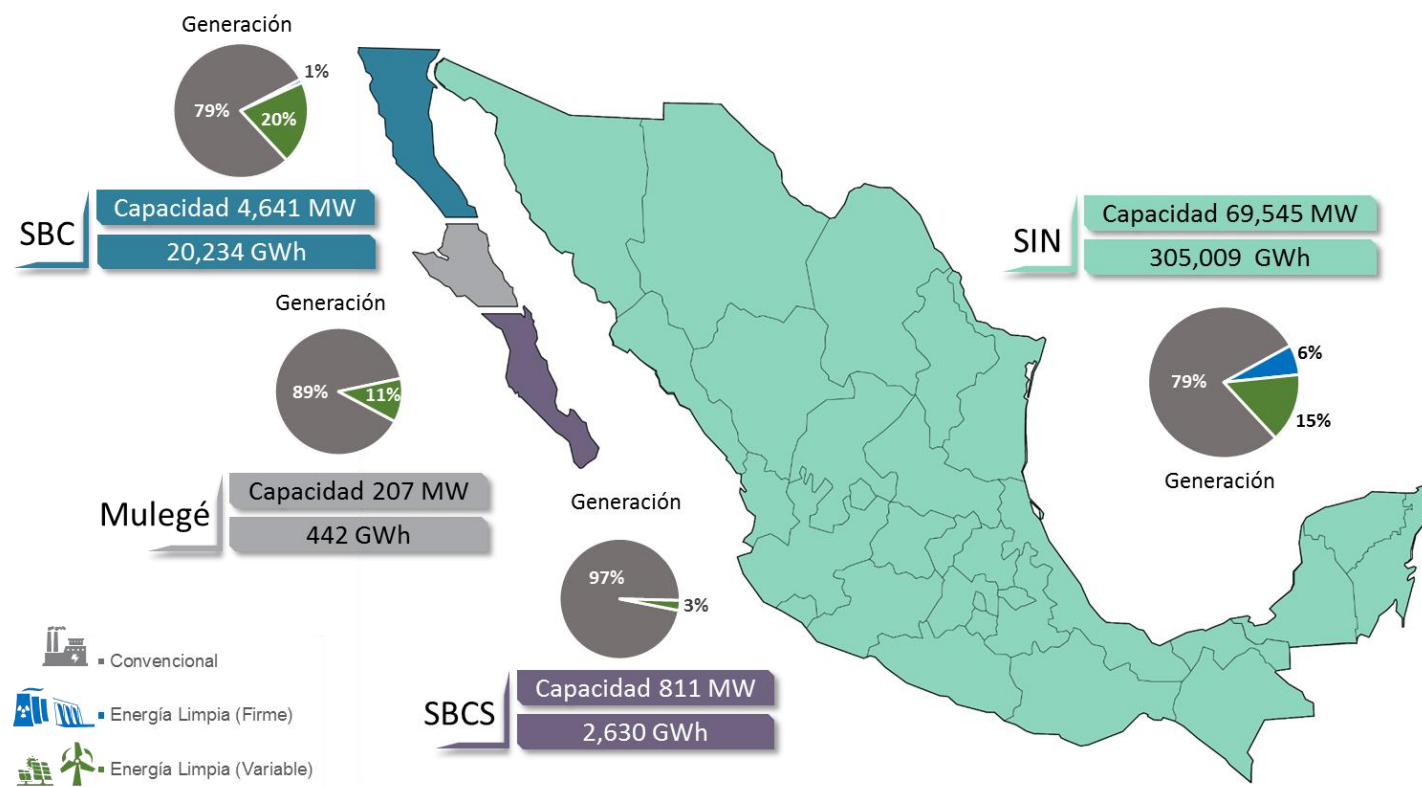 Generación
1%
79%
20%
SBC
Capacidad 4,641 MW
20,234 GWh
Generación
89%
11%
Mulegé
Capacidad 207 MW
442 GWh
Generación
97%
3%
SBCS
Capacidad 811 MW
2,630 GWh
SIN
Capacidad 69,545 MW
305,009 GWh
6%
79%
15%
Generación
Convencional
Energía Limpia (Firme)
Energía Limpia (Variable)